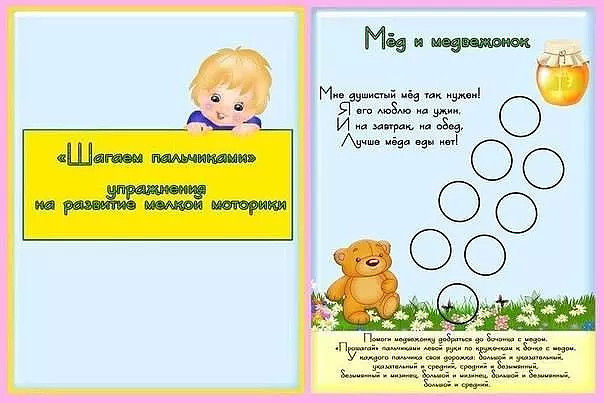 «Шагаем пальчиками»
упражнения
на развитие мелкой моторики
Мёд и медвежонок
Мне душистый мёд так нужен!
Я его люблю на ужин,
И на завтрак, на обед,
Лучше мёда еды нет!
Помоги медвежонку добраться до бочонка с медом.
«Прошагай» пальчиками левой руки по кружочкам к бочке с медом.
У каждого пальчика своя дорожка: большой и указательный,
указательный и средний, средний и безымянный,
безымянный и мизинец, большой и мизинец, большой и безымянный,
большой и средний.